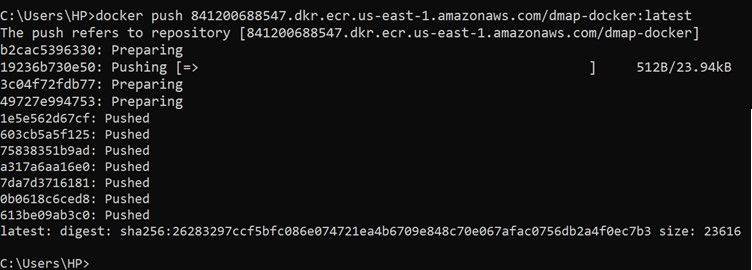 C:\Users\HP>docker push 841200688547.dkr.ecr.us-east-1.amazonaws.com/dmap-docker:latest
The push refers to repository [841200688547.dkr.ecr.us-east-1.amazonaws.com/dmap-docker]
b2cac5396330: Preparing
19236b730e50: Pushing [=> ] 512B/23.94kB
3c04f72fdb77: Preparing
49727e994753: Preparing
1e5e562d67cf: Pushed
603cb5a5f125: Pushed
75838351b9ad: Pushed
a317a6aa16e0: Pushed
7da7d3716181: Pushed
0b0618c6ced8: Pushed
613be09ab3c0: Pushed
latest: digest: sha256:26283297ccf5bfc086e074721ea4b6709e848c70e067afac0756db2a4f0ec7b3 size: 23616
C:\Users\HP>